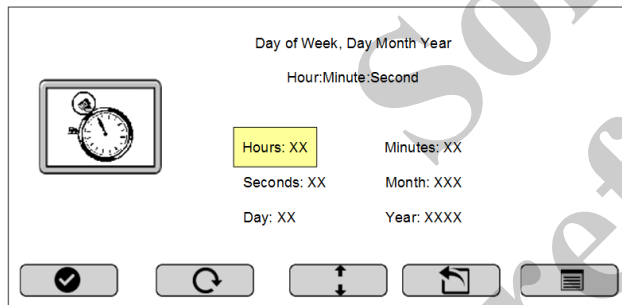 Day of Week, Day Month Year
Hour:Minute:Second
Hours: XX Minutes: XX
Seconds: XX Month: XXX
Day: XX Year: XXXX